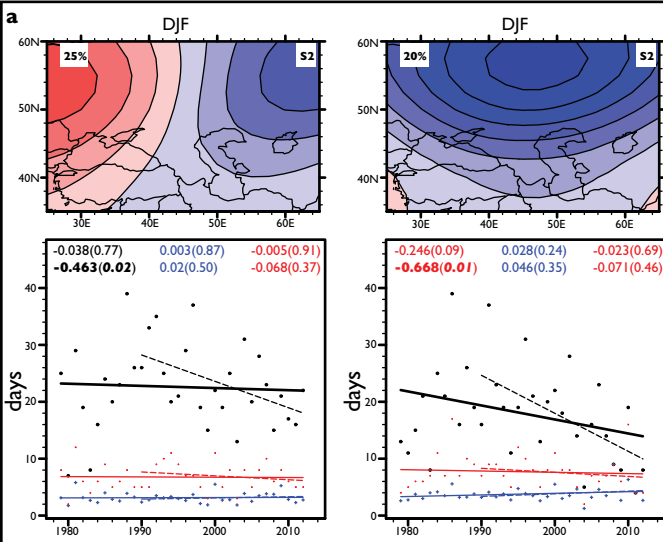 a
DJF DJF
60N 25% S2 60N 20% S2
50N 50N
40N 40N
30E 40E 50E 60E 30E 40E 50E 60E
-0.038(0.77) 0.003(0.87) -0.005(0.91) -0.246(0.09) 0.028(0.24) -0.023(0.69)
-0.463(0.02) 0.02(0.50) -0.068(0.37) -0.668(0.01) 0.046(0.35) -0.071(0.46)
40 40
30 30
days 20 days 20
10 10
0 0
1980 1990 2000 2010 1980 1990 2000 2010